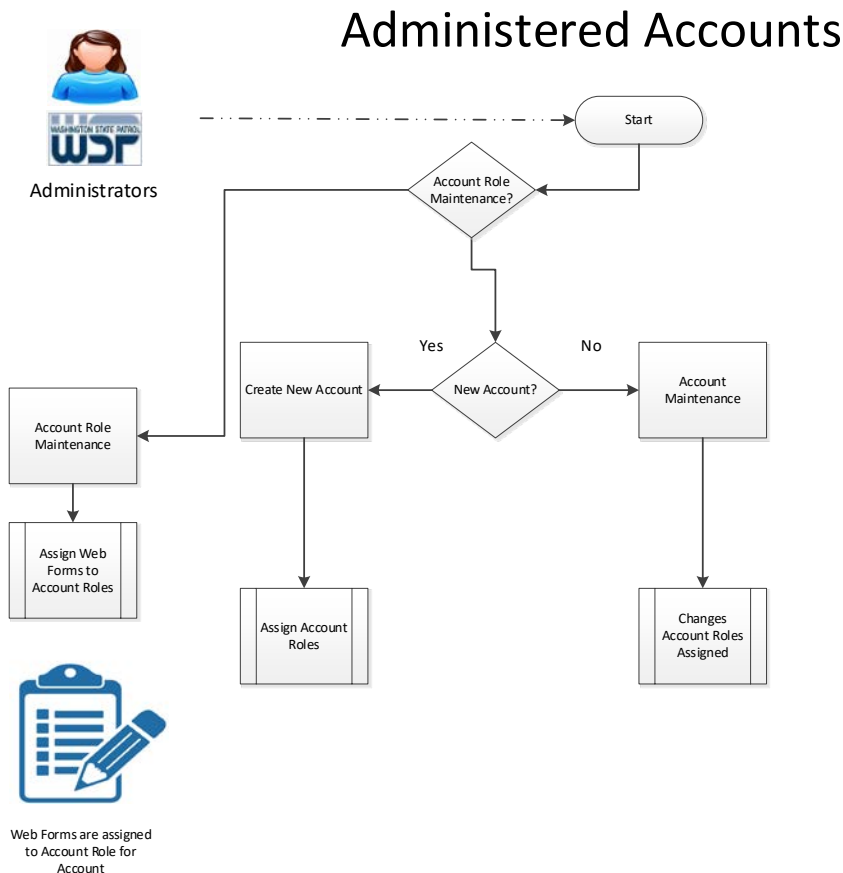 Administered Accounts
WASHINGTON STATE PATROL
WSP
Administrators
Start
Account Role
Maintenance?
Yes
No
Create New Account
New Account?
Account
Maintenance
Account Role
Maintenance
Assign Web
Forms to
Account Roles
Assign Account
Roles
Changes
Account Roles
Assigned
Web Forms are assigned
to Account Role for
Account